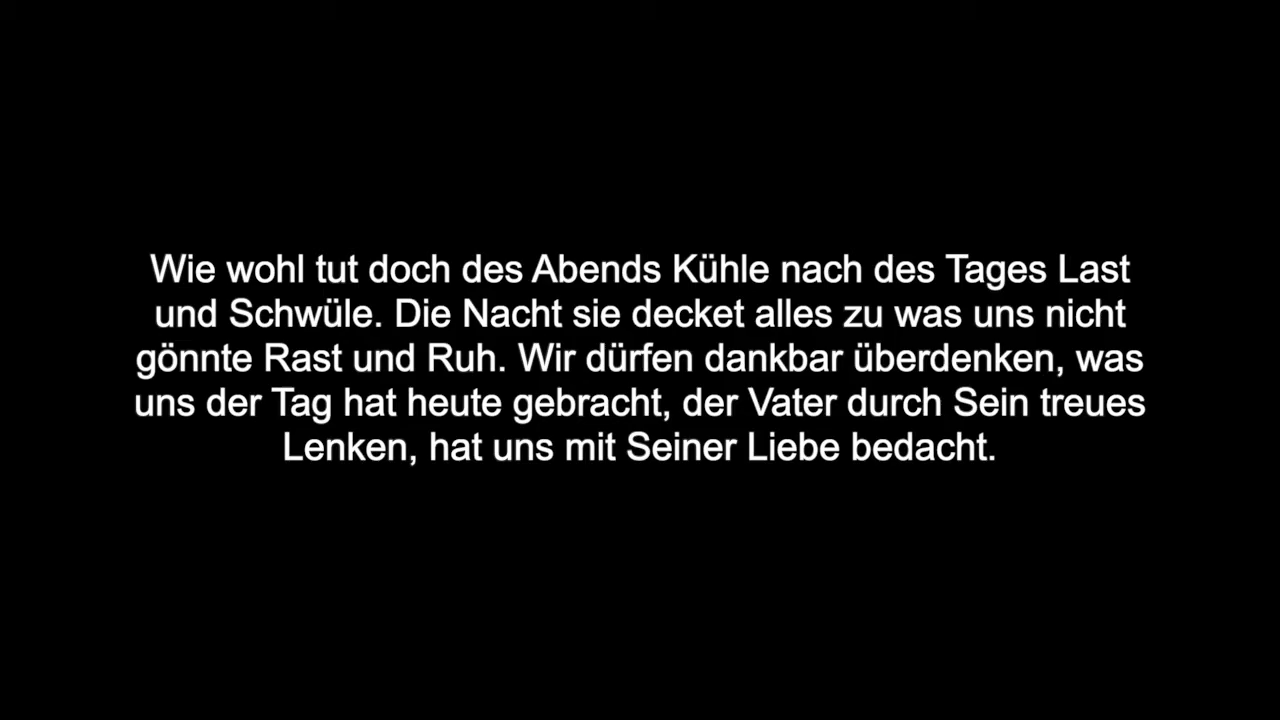 Wie wohl tut doch des Abends Kühle nach des Tages Last
und Schwüle. Die Nacht sie decket alles zu was uns nicht
gönnte Rast und Ruh. Wir dürfen dankbar überdenken, was
uns der Tag hat heute gebracht, der Vater durch Sein treues
Lenken, hat uns mit Seiner Liebe bedacht.